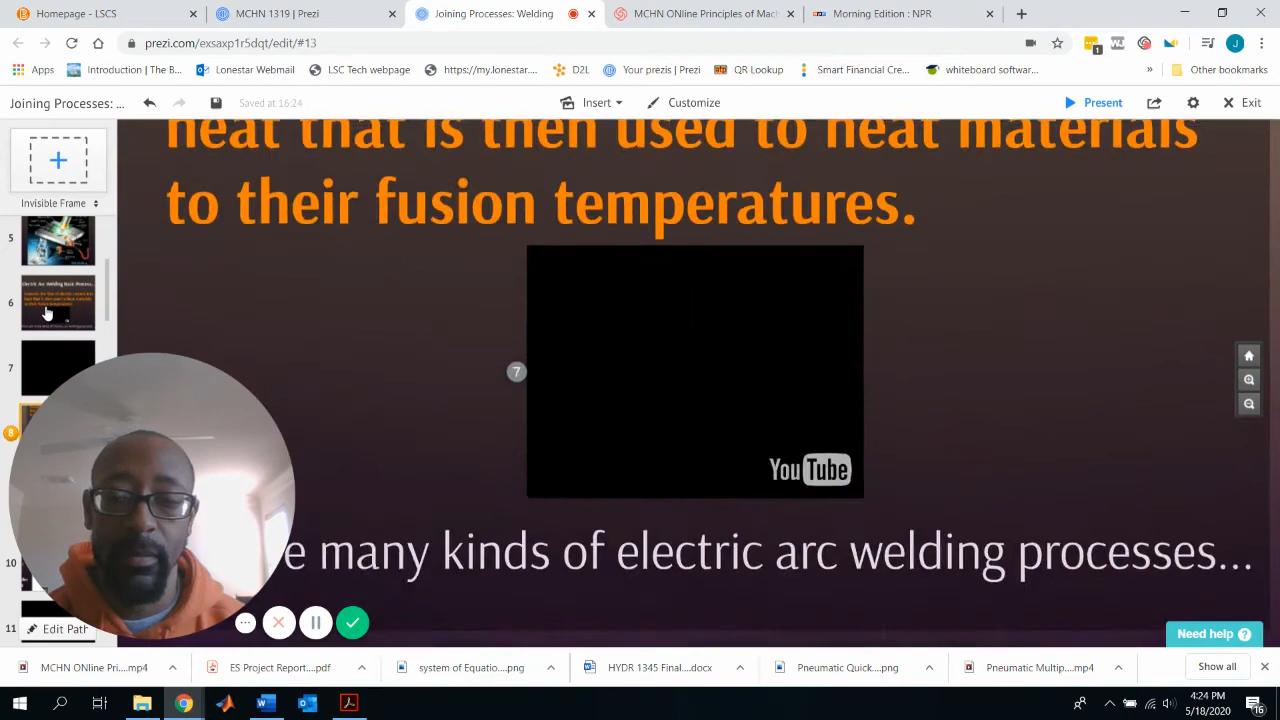 Homepage - LSCS
MCHN 1319 | Prezi
Joining Processes: Welding
MCHN ONline Principles of Mac
Morning Edition : NPR
prezi.com/exsaxp1r5dqt/edit/#13
Apps
Introduction | The B...
Lonestar Webmail
LSC Tech webpage
https://my.lonestar...
D2L
Your prezis | Prezi
QR Lookup
Smart Financial Cre...
whiteboard softwar...
»
Other bookmarks
Joining Processes: ...
Saved at 16:24
Insert
Customize
Present
Exit
Invisible Frame
5
6
7
8
10
11
Edit Path
heat that is then used to heat materials
to their fusion temperatures.
7
YouTube
e many kinds of electric arc welding processes...
Need help ?
MCHN ONline Pri....mp4
ES Project Report....pdf
system of Equatio....png
HYDR 1345 Final....docx
Pneumatic Quick....png
Pneumatic Multip....mp4
Show all
4:24 PM
5/18/2020
16